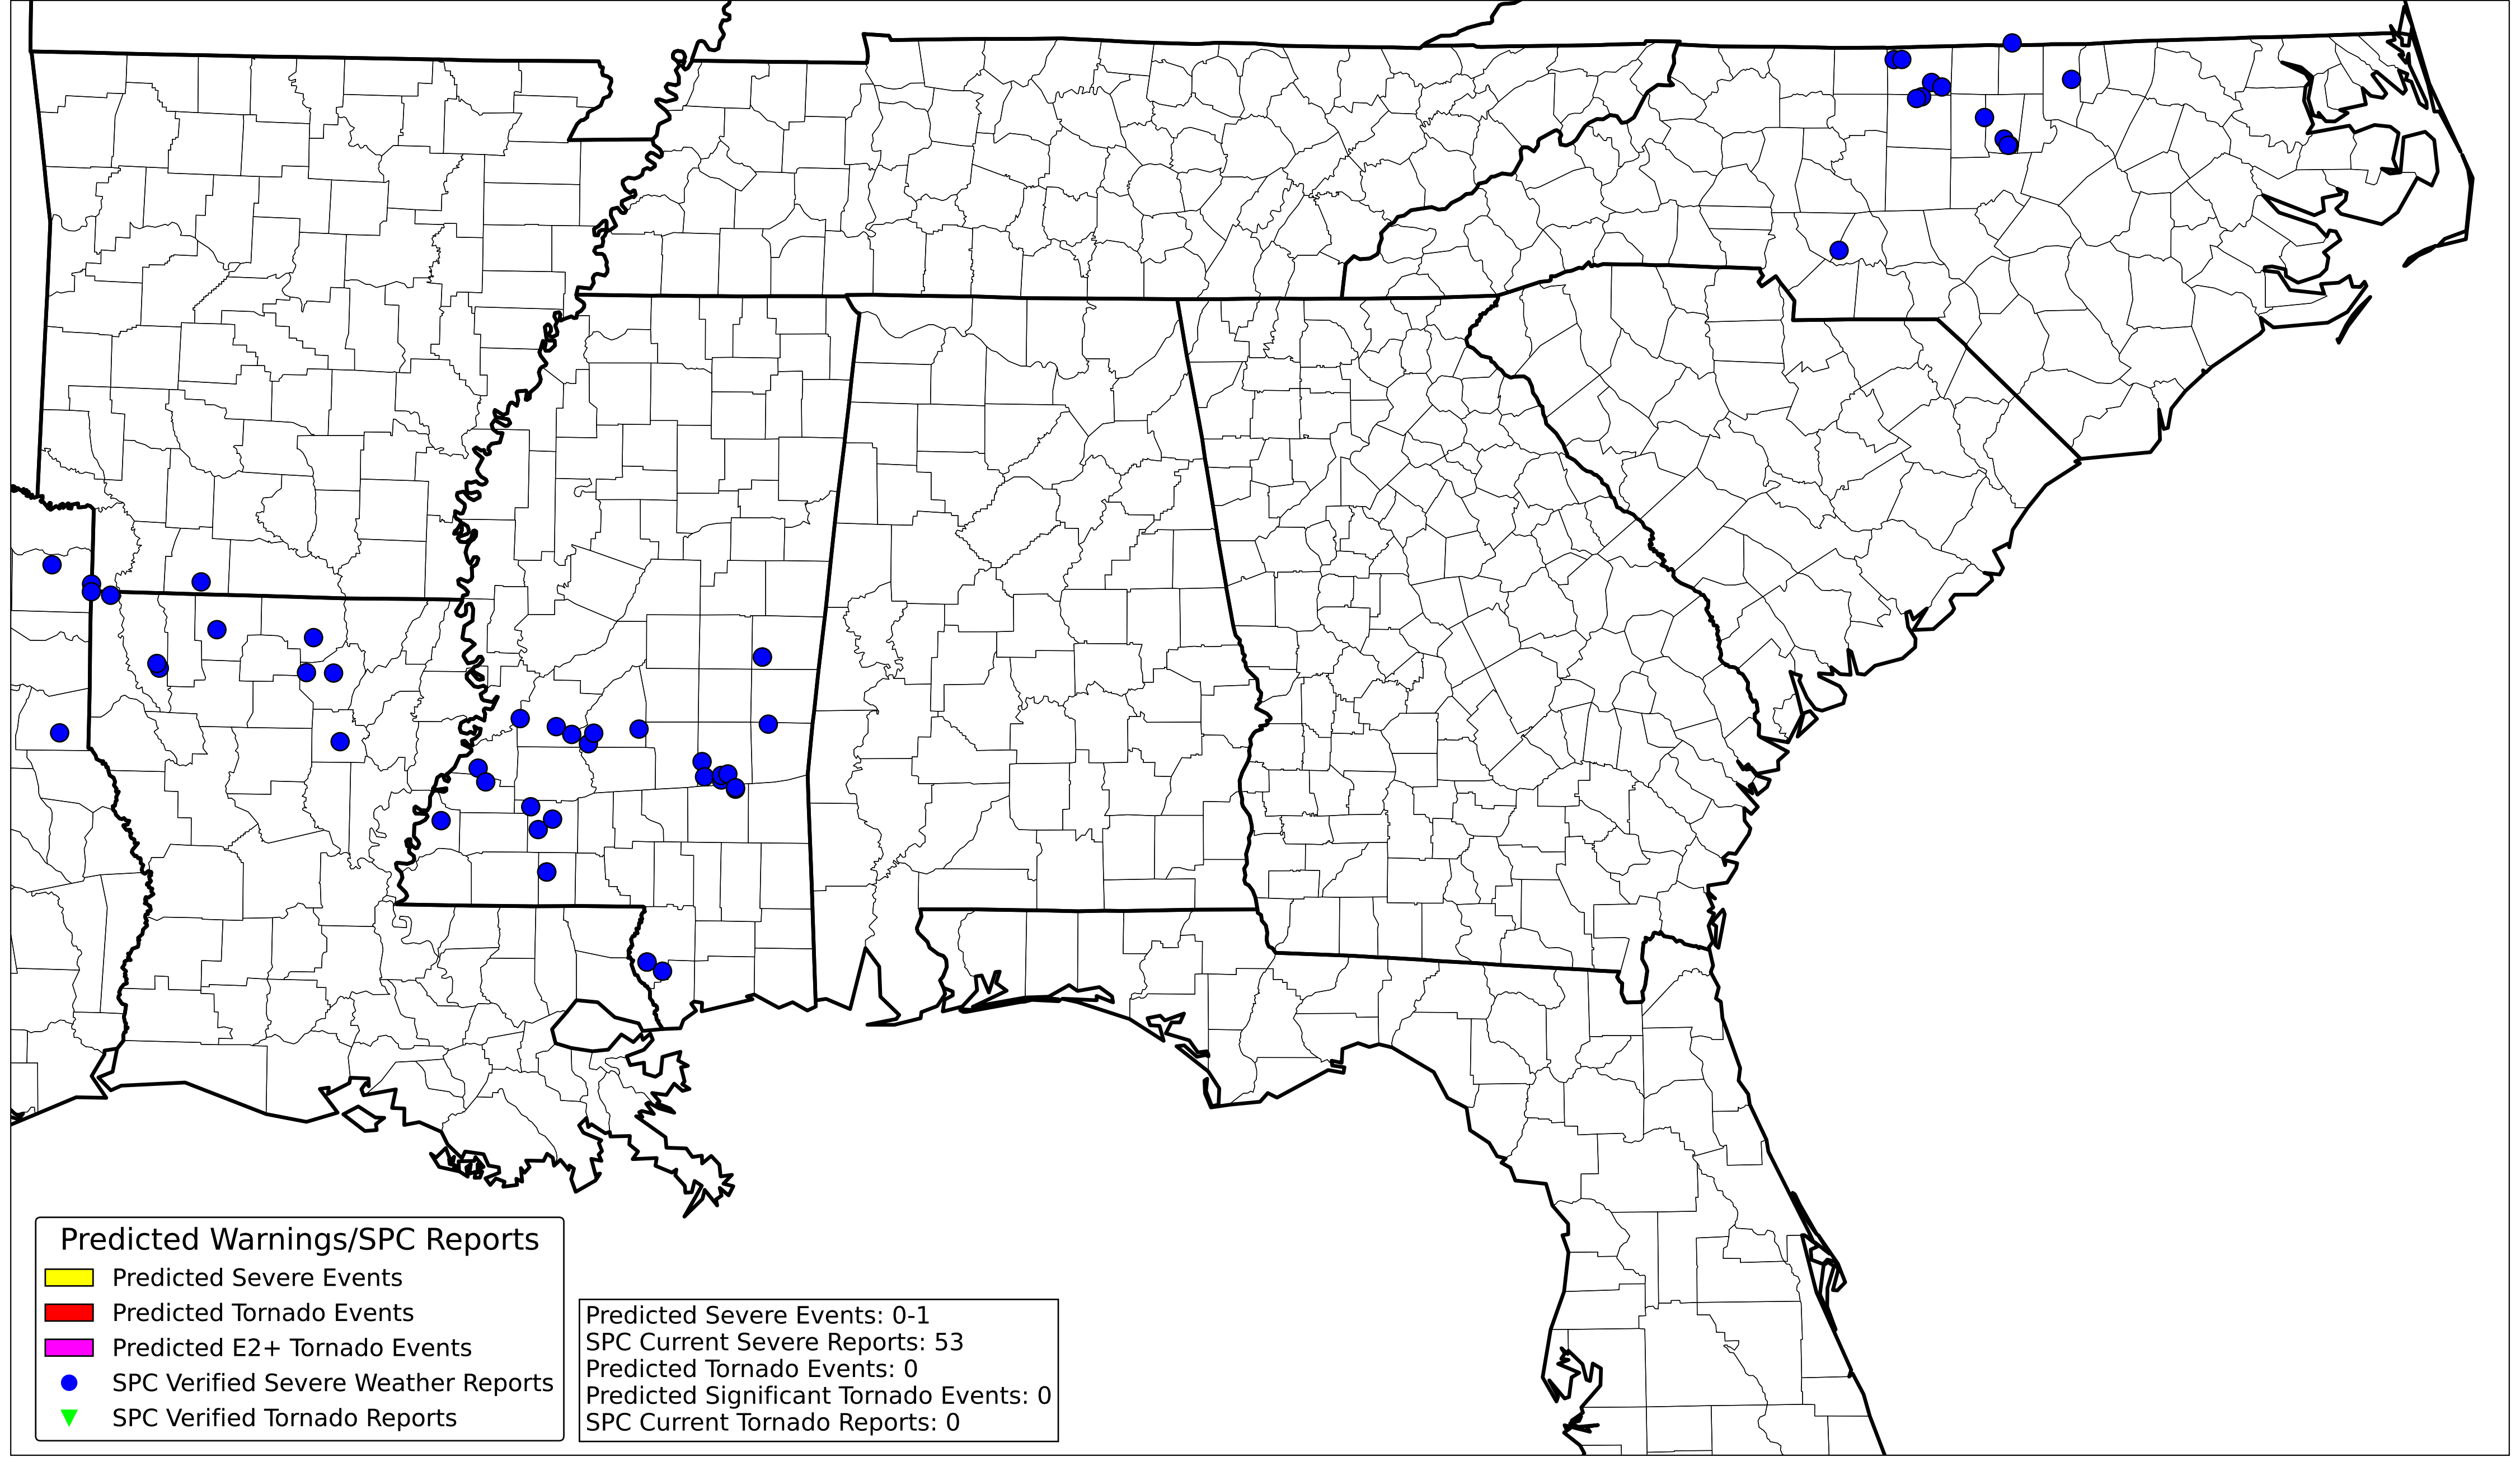 Predicted Warnings/SPC Reports
Predicted Severe Events
Predicted Tornado Events
Predicted E2+ Tornado Events
SPC Verified Severe Weather Reports
SPC Verified Tornado Reports
Predicted Severe Events: 0-1
SPC Current Severe Reports: 53
Predicted Tornado Events: 0
Predicted Significant Tornado Events: 0
SPC Current Tornado Reports: 0